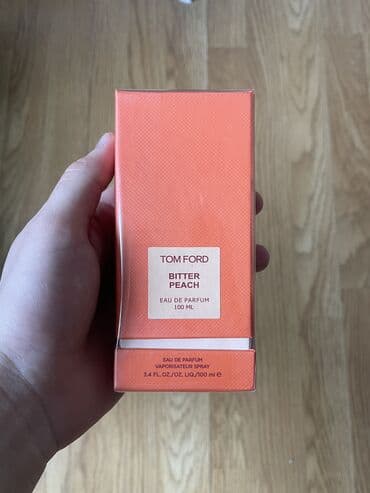 TOM FORD
BITTER
PEACH
EAU DE PARFUM
100 ML
EAU DE PARFUM
VAPORISATEUR SPRAY
3.4 FL.OZ./OZ. LIQ./100 ml ℮